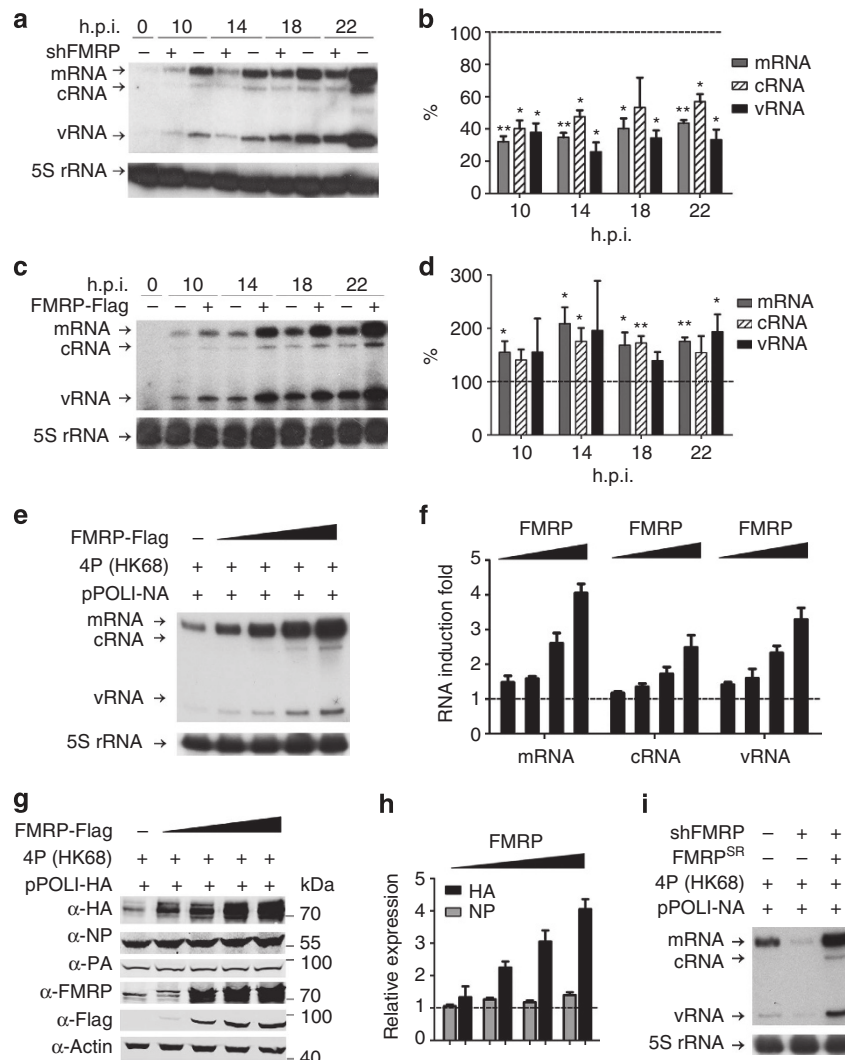 a
h.p.i. 0 10 14 18 22
shFMRP – + – + – + – + –
mRNA →
cRNA →
vRNA →
5S rRNA →
b
100
80
60
40
20
0
%
** * * ** * * * * ** * *
mRNA
cRNA
vRNA
10 14 18 22
h.p.i.
c
h.p.i. 0 10 14 18 22
FMRP-Flag – – + – + – + – +
mRNA →
cRNA →
vRNA →
5S rRNA →
d
300
200
100
0
%
* * * * ** ** *
mRNA
cRNA
vRNA
10 14 18 22
h.p.i.
e
FMRP-Flag –
4P (HK68) + + + + +
pPOLI-NA + + + + +
mRNA →
cRNA →
vRNA →
5S rRNA →
f
FMRP FMRP FMRP
5
4
3
2
1
0
RNA induction fold
mRNA cRNA vRNA
g
FMRP-Flag –
4P (HK68) + + + + +
pPOLI-HA + + + + + kDa
α-HA 70
α-NP 55
α-PA 100
α-FMRP 70
α-Flag 100
α-Actin 40
h
FMRP
5
4
3
2
1
0
Relative expression
HA
NP
i
shFMRP – + +
FMRPSR – – +
4P (HK68) + + +
pPOLI-NA + + +
mRNA →
cRNA →
vRNA →
5S rRNA →